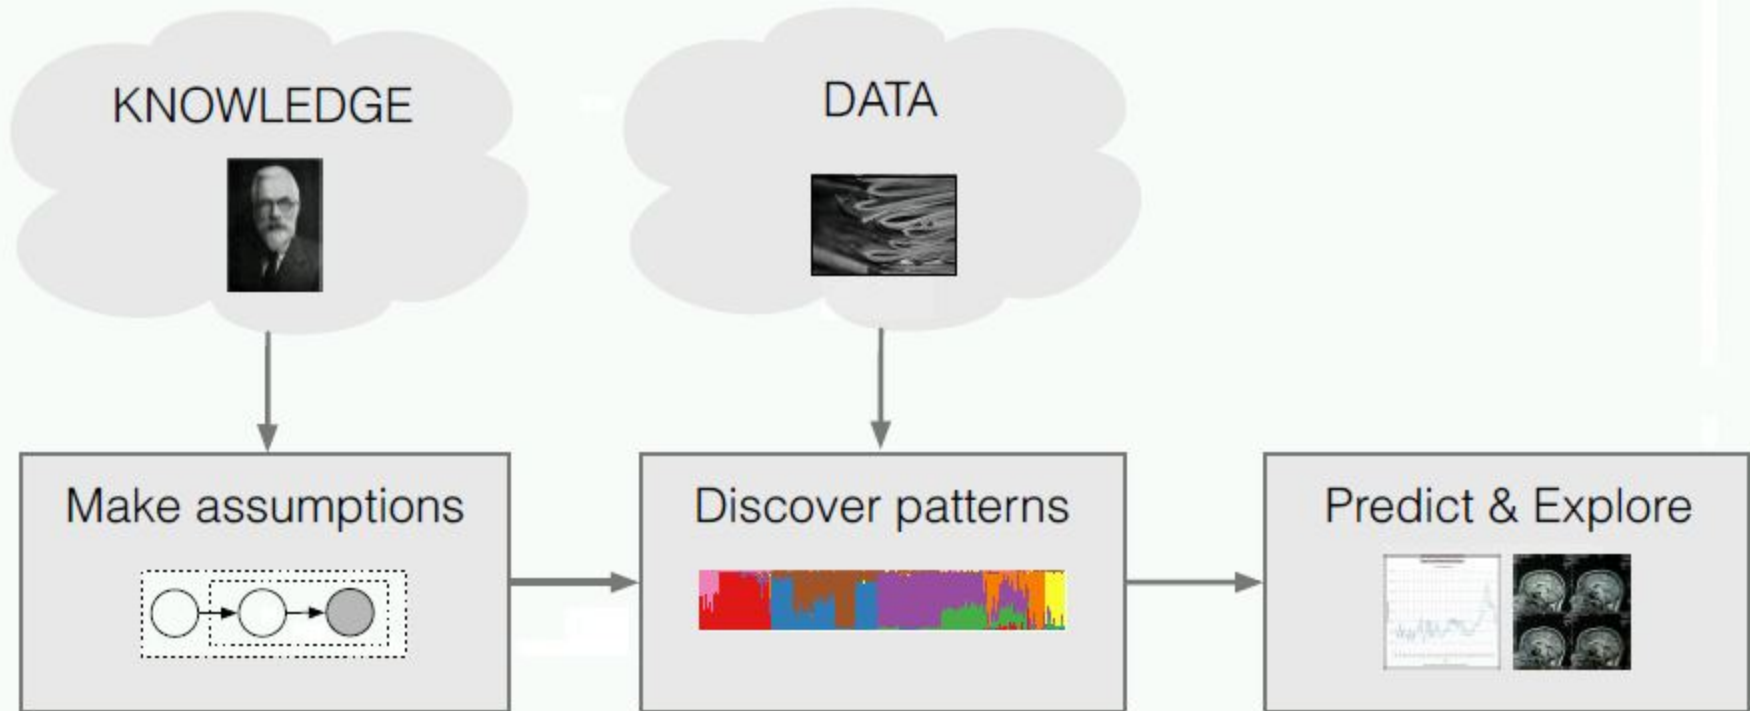 KNOWLEDGE
DATA
Make assumptions
Discover patterns
Predict & Explore